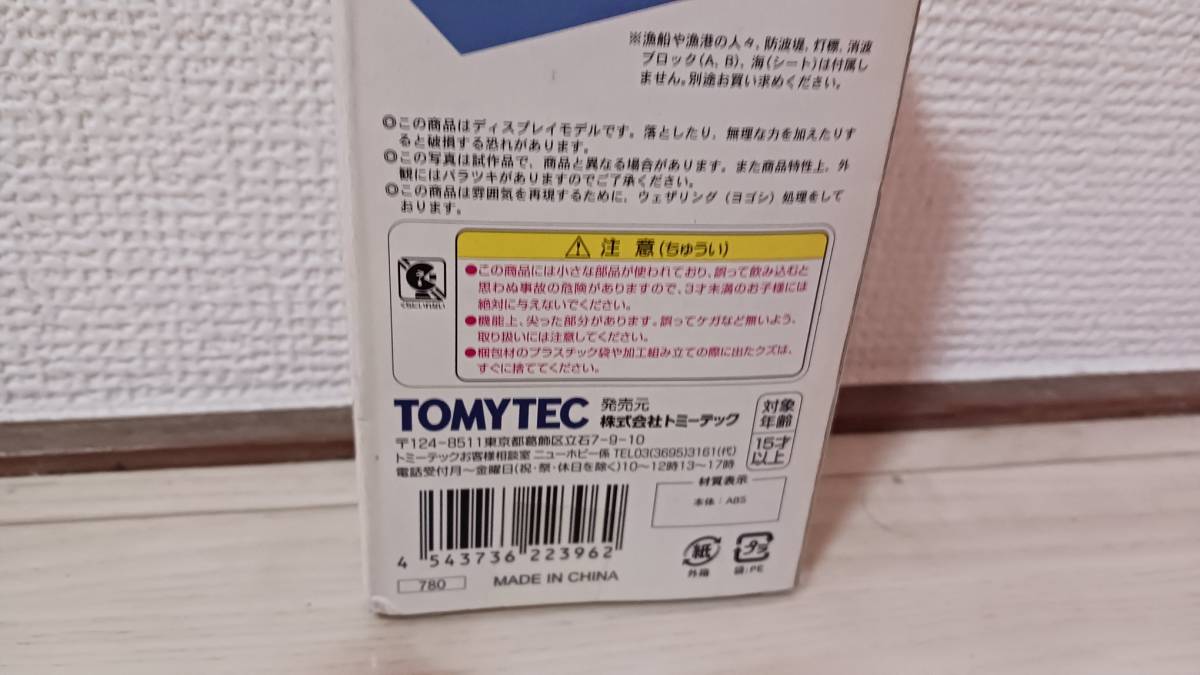 ※漁船や漁港の人々,防波堤,灯標,消波
ブロック(A,B),海(シート)は付属し
ません。別途お買い求めください。
◎この商品はディスプレイモデルです。落としたり、無理な力を加えたりす
ると破損する恐れがあります。
◎この写真は試作品で、商品と異なる場合があります。また商品特性上、外
観にはバラツキがありますのでご了承ください。
◎この商品は雰囲気を再現するために、ウェザリング(ヨゴシ)処理をして
おります。
注意(ちゅうい)
●この商品には小さな部品が使われており、誤って飲み込むと
思わぬ事故の危険がありますので、3才未満のお子様には
絶対に与えないでください。
●機能上、尖った部分があります。誤ってケガなど無いよう、
取り扱いには注意してください。
●梱包材のプラスチック袋や加工組み立ての際に出たクズは、
すぐに捨ててください。
くちにいれない
TOMYTEC 発売元
株式会社トミーテック
〒124-8511東京都葛飾区立石7-9-10
トミーテックお客様相談室 ニューホビー係 TEL03(3695)3161(代)
電話受付月〜金曜日(祝・祭・休日を除く)10〜12時13〜17時
対象
年齢
15才
以上
材質表示
本体:ABS
4 543736 223962
780
MADE IN CHINA
紙
外箱
プラ
袋:PE